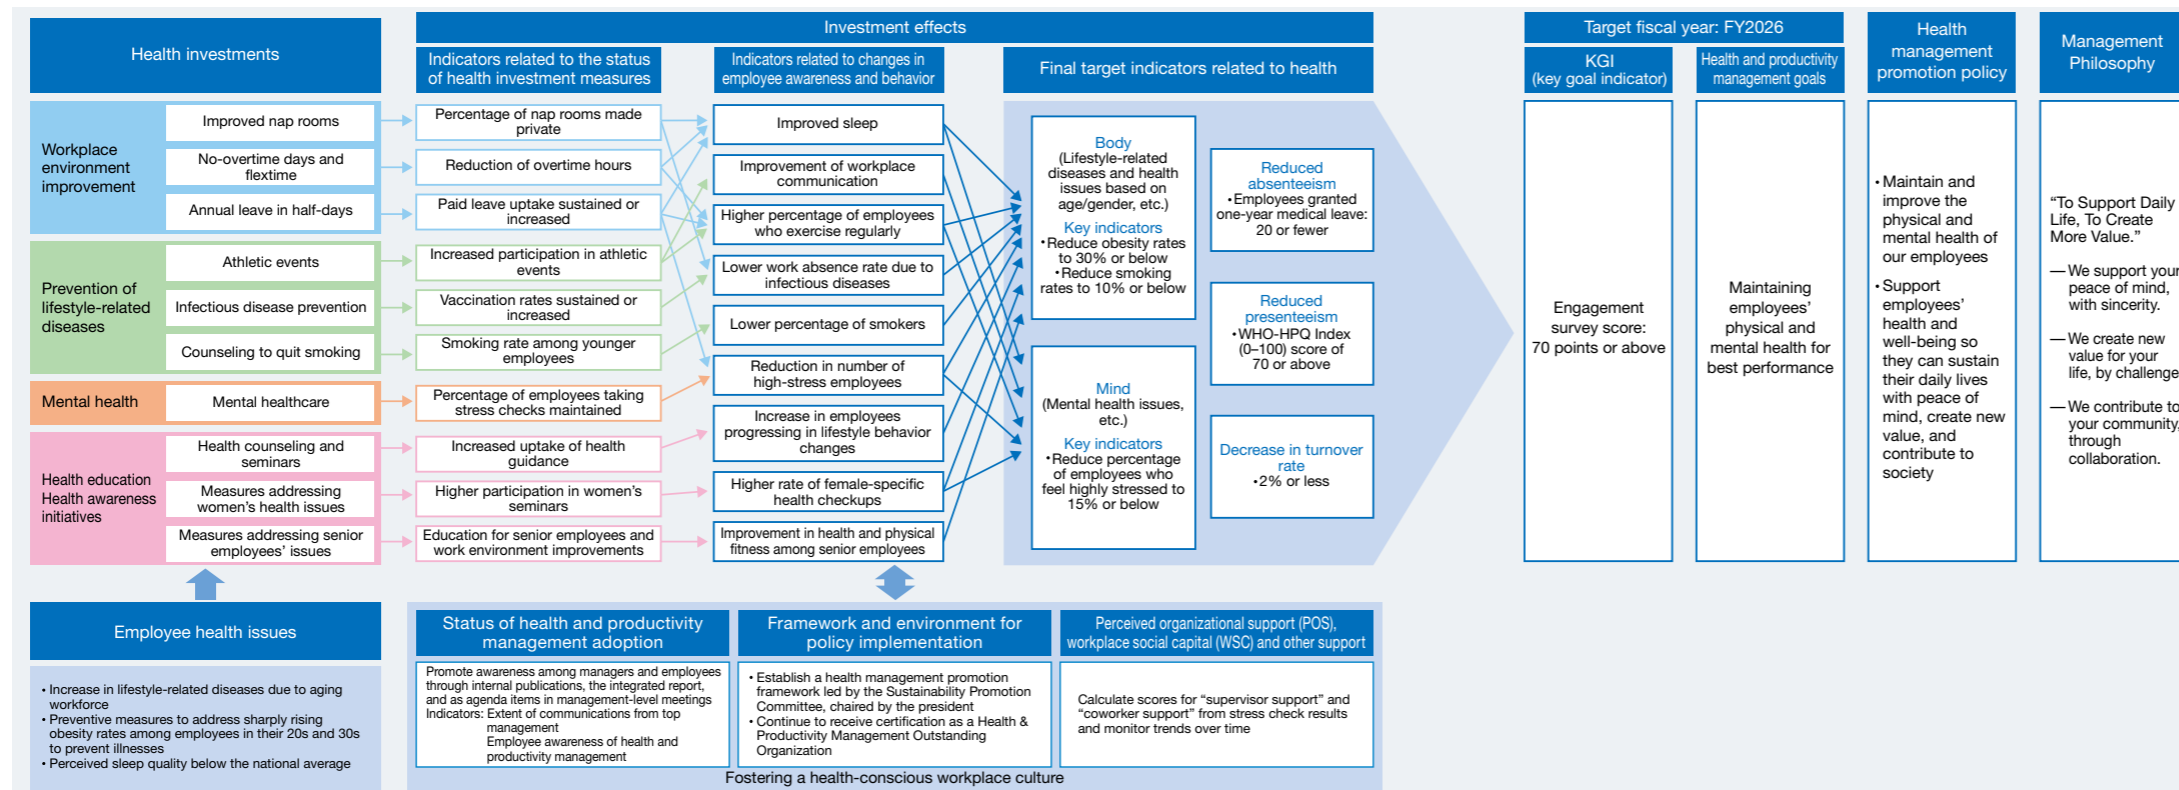 Health investments
Workplace
environment
improvement
Improved nap rooms
No-overtime days and
flextime
Annual leave in half-days
Prevention of
lifestyle-related
diseases
Athletic events
Infectious disease prevention
Counseling to quit smoking
Mental health
Mental healthcare
Health education
Health awareness
initiatives
Health counseling and
seminars
Measures addressing
women's health issues
Measures addressing senior
employees' issues
Employee health issues
• Increase in lifestyle-related diseases due to aging
workforce
• Preventive measures to address sharply rising
obesity rates among employees in their 20s and 30s
to prevent illnesses
• Perceived sleep quality below the national average
Investment effects
Indicators related to the status
of health investment measures
Percentage of nap rooms made
private
Reduction of overtime hours
Paid leave uptake sustained or
increased
Increased participation in athletic
events
Vaccination rates sustained or
increased
Smoking rate among younger
employees
Percentage of employees taking
stress checks maintained
Increased uptake of health
guidance
Higher participation in women's
seminars
Education for senior employees and
work environment improvements
Indicators related to changes in
employee awareness and behavior
Improved sleep
Improvement of workplace
communication
Higher percentage of employees
who exercise regularly
Lower work absence rate due to
infectious diseases
Lower percentage of smokers
Reduction in number of
high-stress employees
Increase in employees
progressing in lifestyle behavior
changes
Higher rate of female-specific
health checkups
Improvement in health and physical
fitness among senior employees
Final target indicators related to health
Body
(Lifestyle-related
diseases and health
issues based on
age/gender, etc.)
Key indicators
•Reduce obesity rates
to 30% or below
•Reduce smoking
rates to 10% or below
Mind
(Mental health issues,
etc.)
Key indicators
•Reduce percentage
of employees who
feel highly stressed to
15% or below
Reduced
absenteeism
•Employees granted
one-year medical leave:
20 or fewer
Reduced
presenteeism
•WHO-HPQ Index
(0–100) score of
70 or above
Decrease in turnover
rate
•2% or less
Status of health and productivity
management adoption
Promote awareness among managers and employees
through internal publications, the integrated report,
and as agenda items in management-level meetings
Indicators: Extent of communications from top
management
Employee awareness of health and
productivity management
Framework and environment for
policy implementation
• Establish a health management promotion
framework led by the Sustainability Promotion
Committee, chaired by the president
• Continue to receive certification as a Health &
Productivity Management Outstanding
Organization
Perceived organizational support (POS),
workplace social capital (WSC) and other support
Calculate scores for "supervisor support" and
"coworker support" from stress check results
and monitor trends over time
Fostering a health-conscious workplace culture
Target fiscal year: FY2026
KGI
(key goal indicator)
Engagement
survey score:
70 points or above
Health and productivity
management goals
Maintaining
employees'
physical and
mental health for
best performance
Health
management
promotion policy
• Maintain and
improve the
physical and
mental health of
our employees
• Support
employees'
health and
well-being so
they can sustain
their daily lives
with peace of
mind, create new
value, and
contribute to
society
Management
Philosophy
"To Support Daily
Life, To Create
More Value."
— We support your
peace of mind,
with sincerity.
— We create new
value for your
life, by challenge
— We contribute to
your community,
through
collaboration.